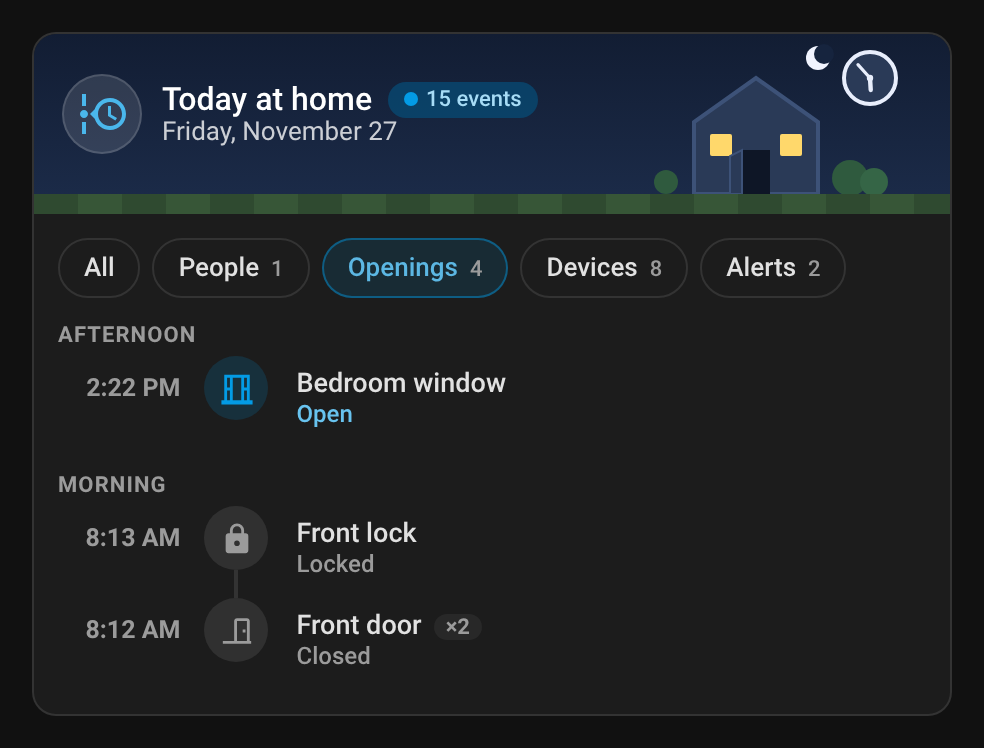 Today at home 15 events
Friday, November 27
All People 1 Openings 4 Devices 8 Alerts 2
AFTERNOON
2:22 PM Bedroom window
Open
MORNING
8:13 AM Front lock
Locked
8:12 AM Front door ×2
Closed